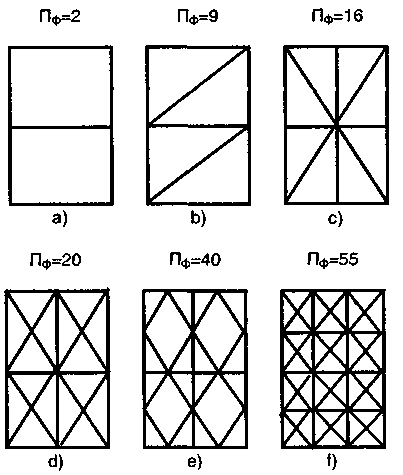 Пф=2 Пф=9 Пф=16
a) b) c)
Пф=20 Пф=40 Пф=55
d) e) f)